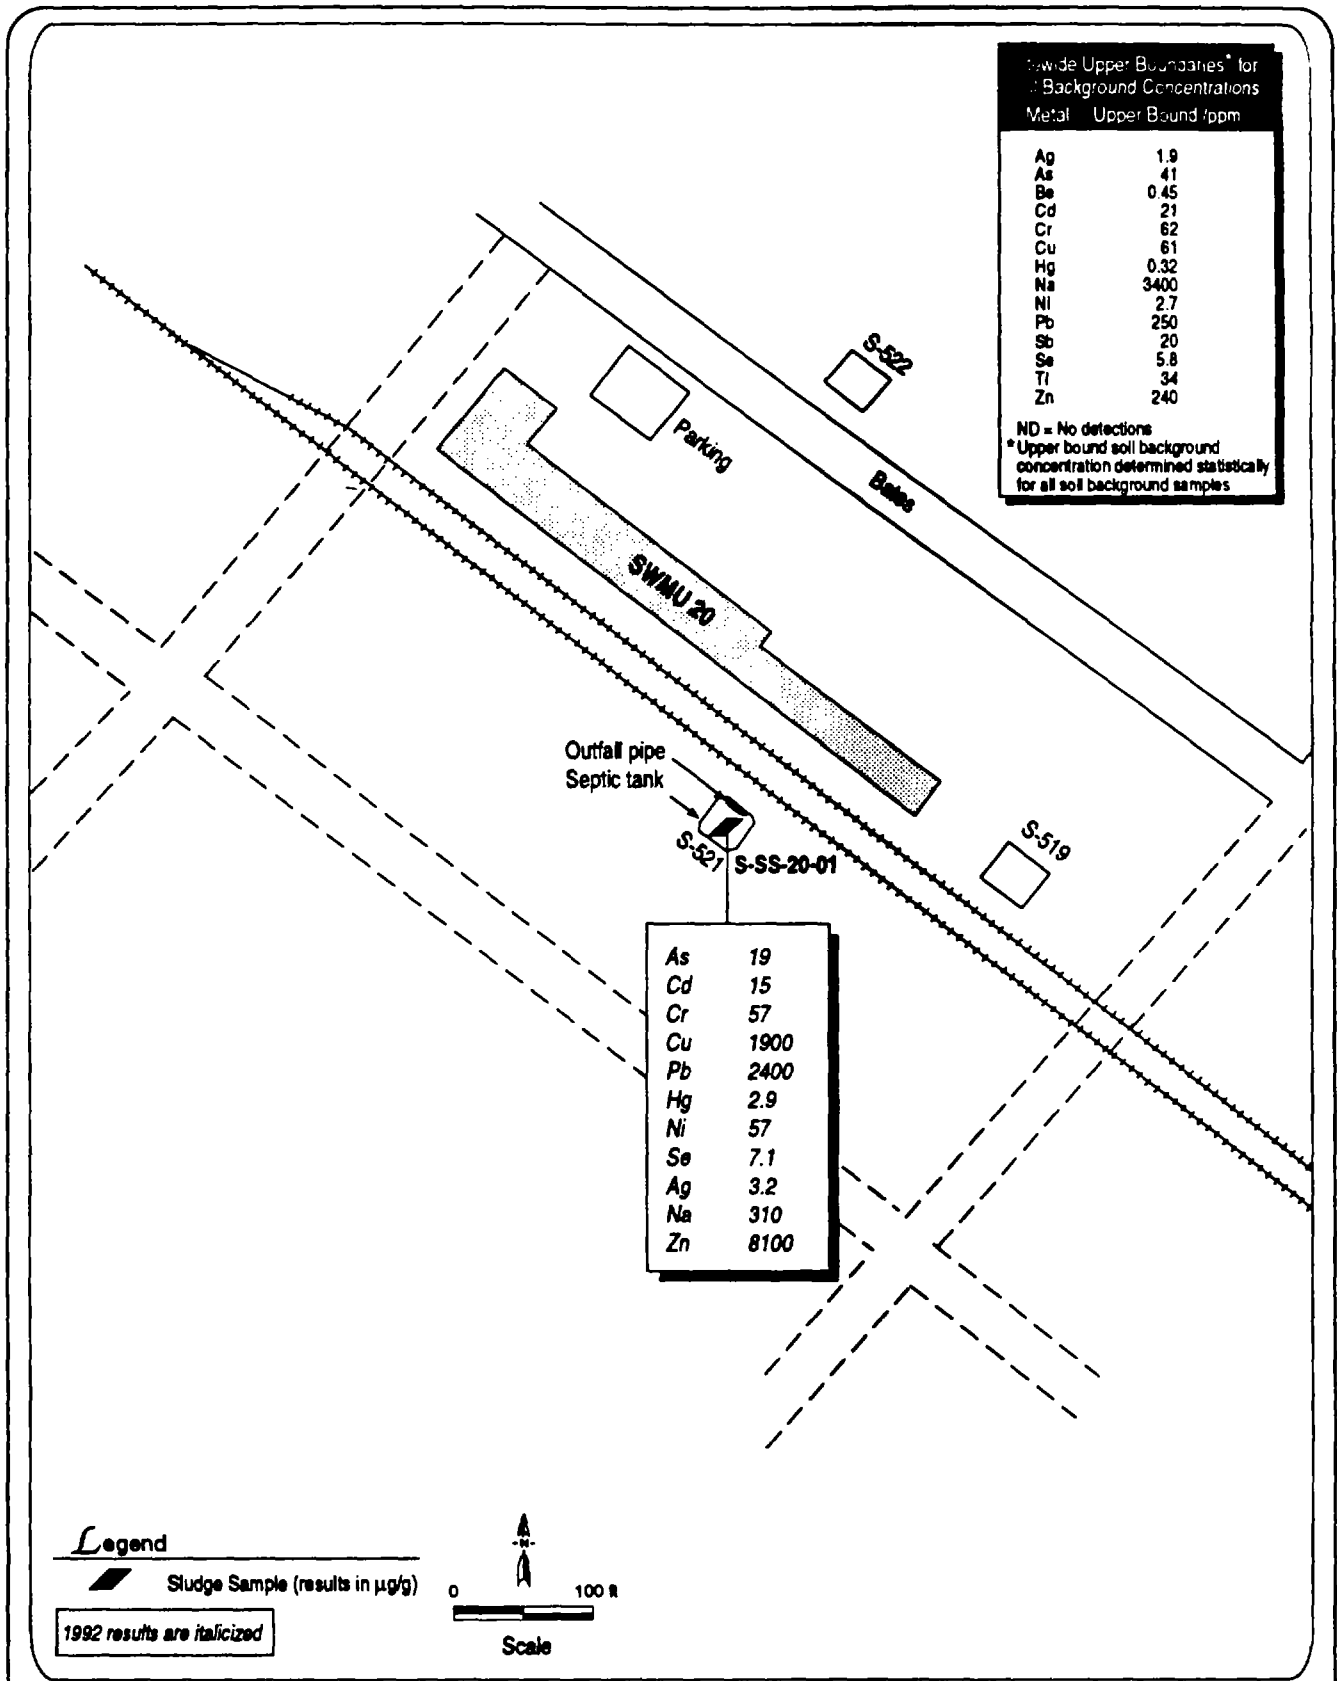 Upper Boundaries* for
Background Concentrations
Metal Upper Bound /ppm
Ag 1.9
As 41
Be 0.45
Cd 21
Cr 62
Cu 61
Hg 0.32
Na 3400
Ni 2.7
Pb 250
Sb 20
Se 5.8
Tl 34
Zn 240
ND = No detections
* Upper bound soil background
concentration determined statistically
for all soil background samples
S-522
Parking
Bates
SWMU 20
Outfall pipe
Septic tank
S-521
S-SS-20-01
S-519
As 19
Cd 15
Cr 57
Cu 1900
Pb 2400
Hg 2.9
Ni 57
Se 7.1
Ag 3.2
Na 310
Zn 8100
Legend
Sludge Sample (results in µg/g)
1992 results are italicized
N
0 100 ft
Scale